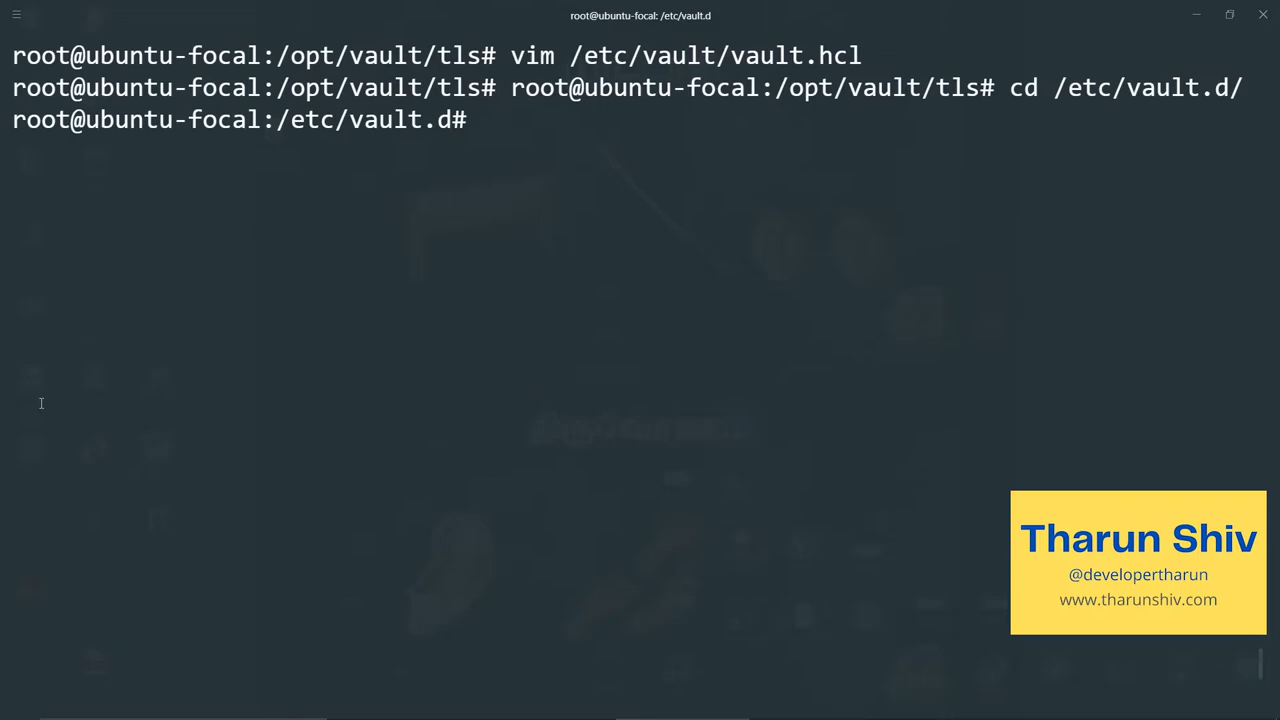 root@ubuntu-focal: /etc/vault.d
root@ubuntu-focal:/opt/vault/tls# vim /etc/vault/vault.hcl
root@ubuntu-focal:/opt/vault/tls# root@ubuntu-focal:/opt/vault/tls# cd /etc/vault.d/
root@ubuntu-focal:/etc/vault.d#
Tharun Shiv
@developertharun
www.tharunshiv.com